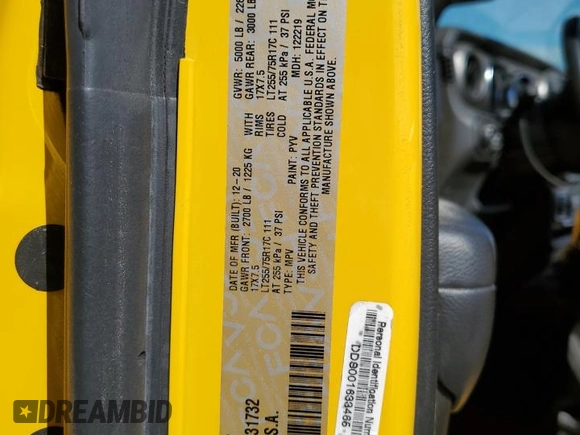 DATE OF MFR (BUILT): 12-20
GVWR: 5000 LB / 226
GAWR FRONT: 2700 LB / 1225 KG WITH GAWR REAR: 3000 LB
17X7.5 RIMS 17X7.5
LT255/75R17C 111 TIRES LT255/75R17C 111
AT 255 kPa / 37 PSI COLD AT 255 kPa / 37 PSI
TYPE: MPV PAINT: PYV MDH: 122219
THIS VEHICLE CONFORMS TO ALL APPLICABLE U.S.A. FEDERAL M
SAFETY AND THEFT PREVENTION STANDARDS IN EFFECT ON T
MANUFACTURE SHOWN ABOVE.
31732
S.A.
Personal Identification Num
DDS001633466
DREAMBID